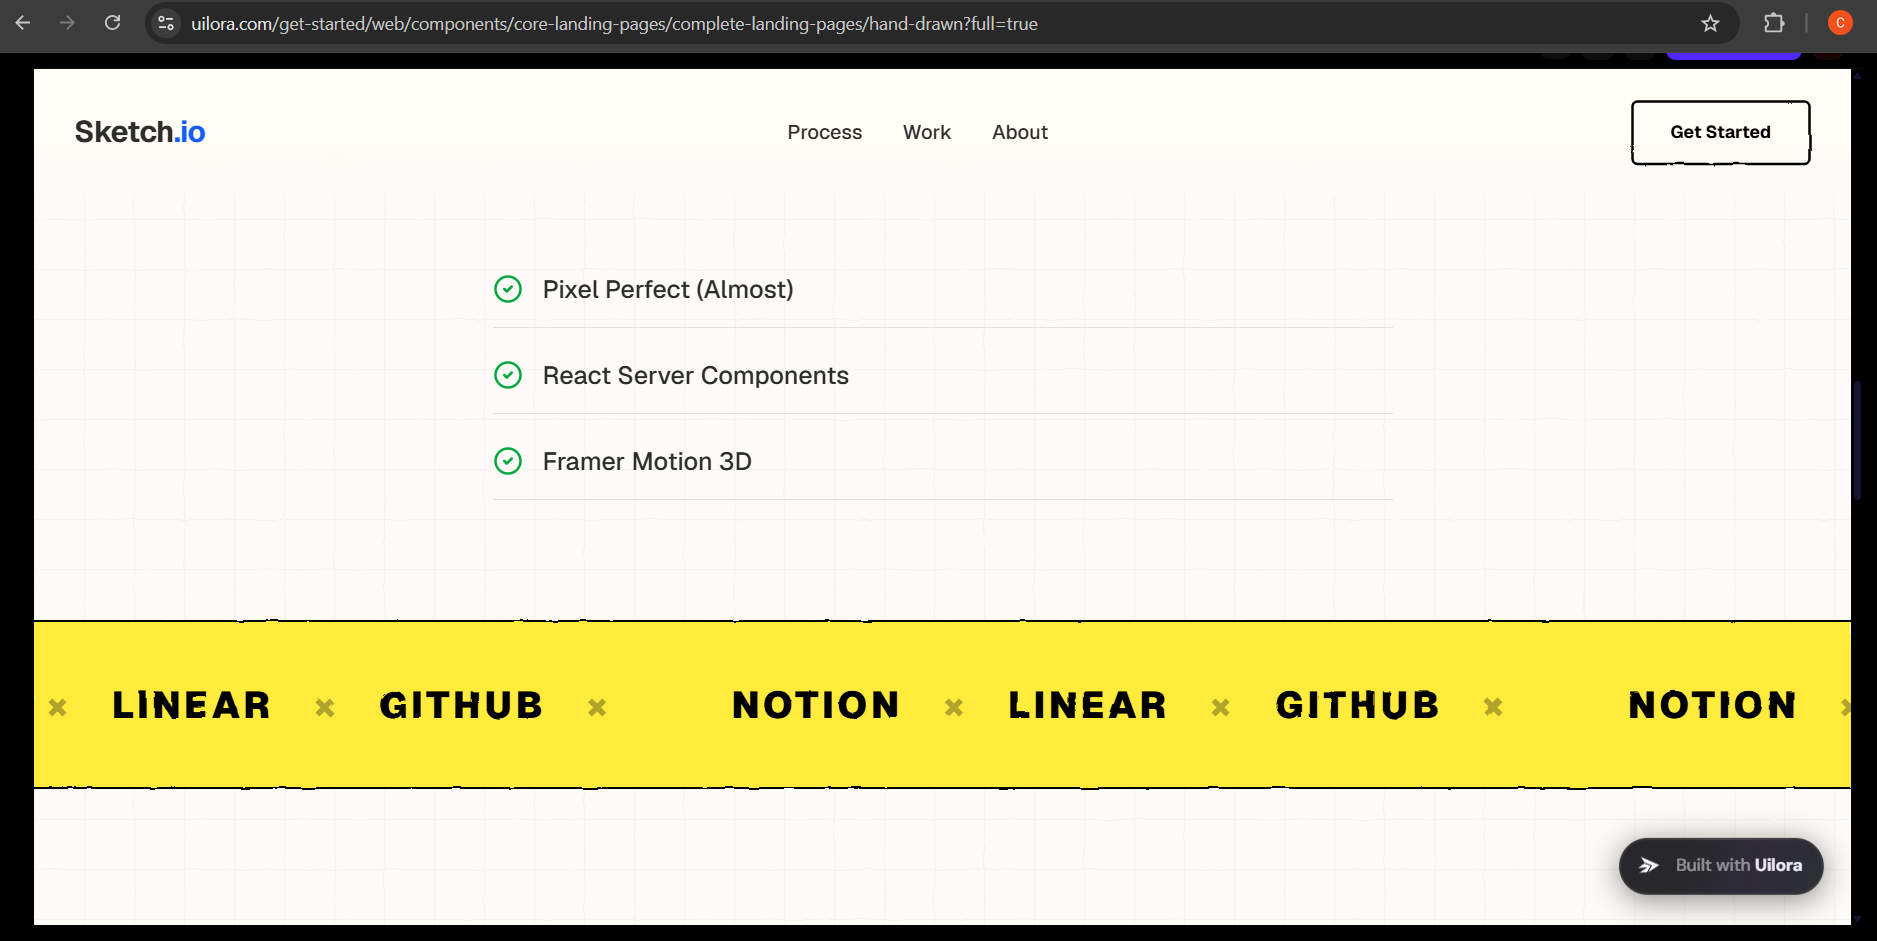 uilora.com/get-started/web/components/core-landing-pages/complete-landing-pages/hand-drawn?full=true
C
Sketch.io
Process Work About
Get Started
Pixel Perfect (Almost)
React Server Components
Framer Motion 3D
LINEAR GITHUB NOTION LINEAR GITHUB NOTION
Built with Uilora